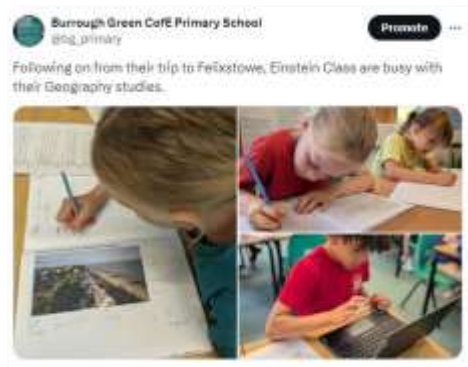 Burrough Green CofE Primary School
@bg_primary
Promote
Following on from their trip to Felixstowe, Einstein Class are busy with
their Geography studies.